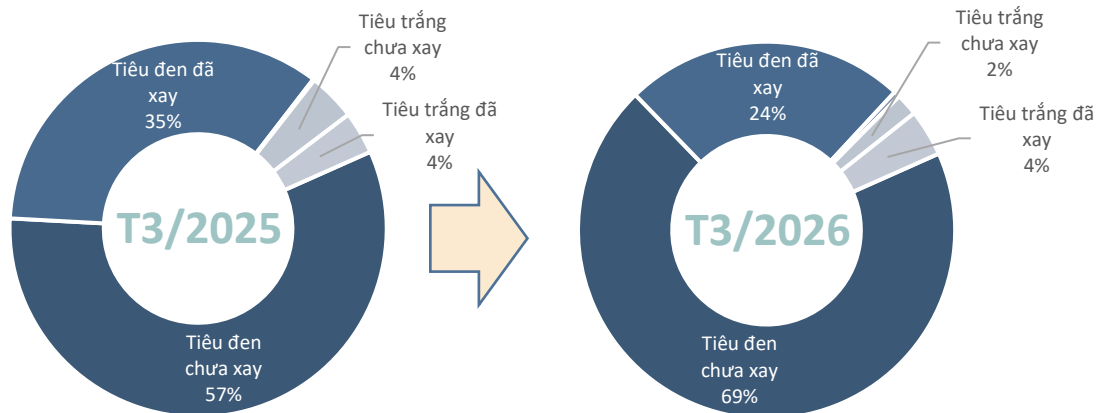 Tiêu đen đã
xay
35%
Tiêu trắng
chưa xay
4%
Tiêu trắng đã
xay
4%
T3/2025
Tiêu đen
chưa xay
57%
Tiêu đen đã
xay
24%
Tiêu trắng
chưa xay
2%
Tiêu trắng đã
xay
4%
T3/2026
Tiêu đen
chưa xay
69%